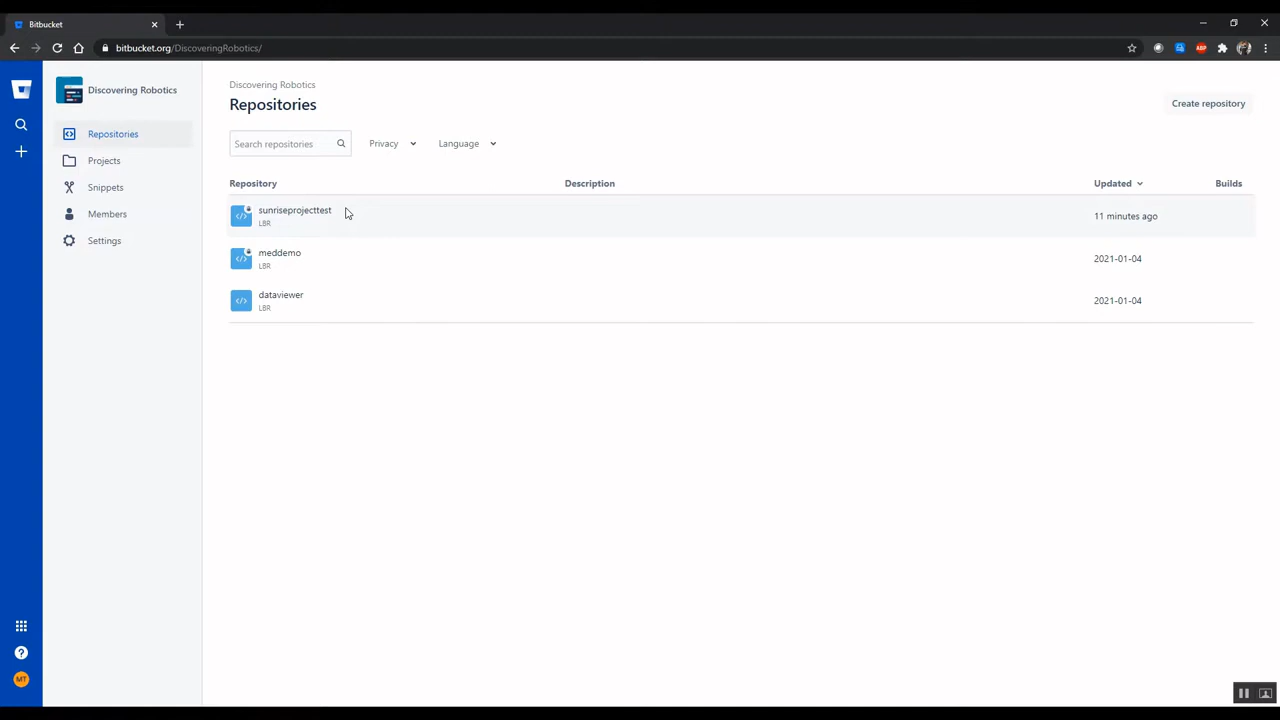 Bitbucket
bitbucket.org/DiscoveringRobotics/
ABP
Discovering Robotics
Repositories
Projects
Snippets
Members
Settings
MT
Discovering Robotics
Repositories
Create repository
Search repositories
Privacy
Language
Repository Description Updated Builds
sunriseprojecttest
LBR
11 minutes ago
meddemo
LBR
2021-01-04
dataviewer
LBR
2021-01-04